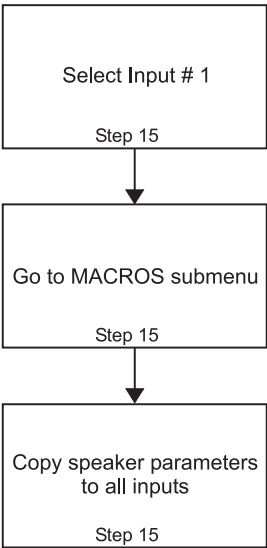 Select Input # 1
Step 15
Go to MACROS submenu
Step 15
Copy speaker parameters
to all inputs
Step 15